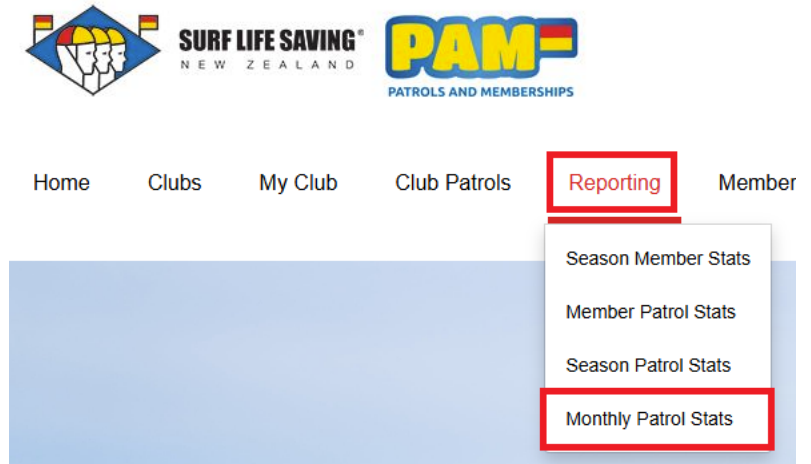 SURF LIFE SAVING®
NEW ZEALAND
PAM
PATROLS AND MEMBERSHIPS
Home Clubs My Club Club Patrols Reporting Member
Season Member Stats
Member Patrol Stats
Season Patrol Stats
Monthly Patrol Stats